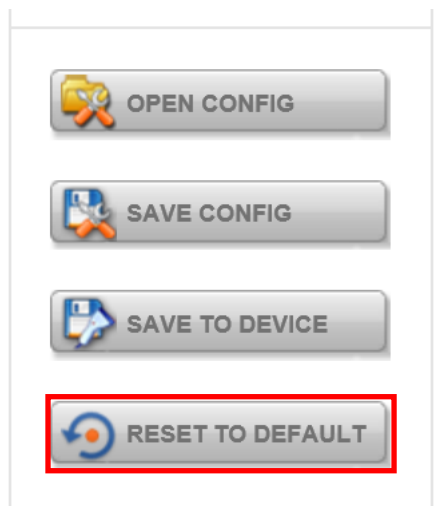 OPEN CONFIG
SAVE CONFIG
SAVE TO DEVICE
RESET TO DEFAULT